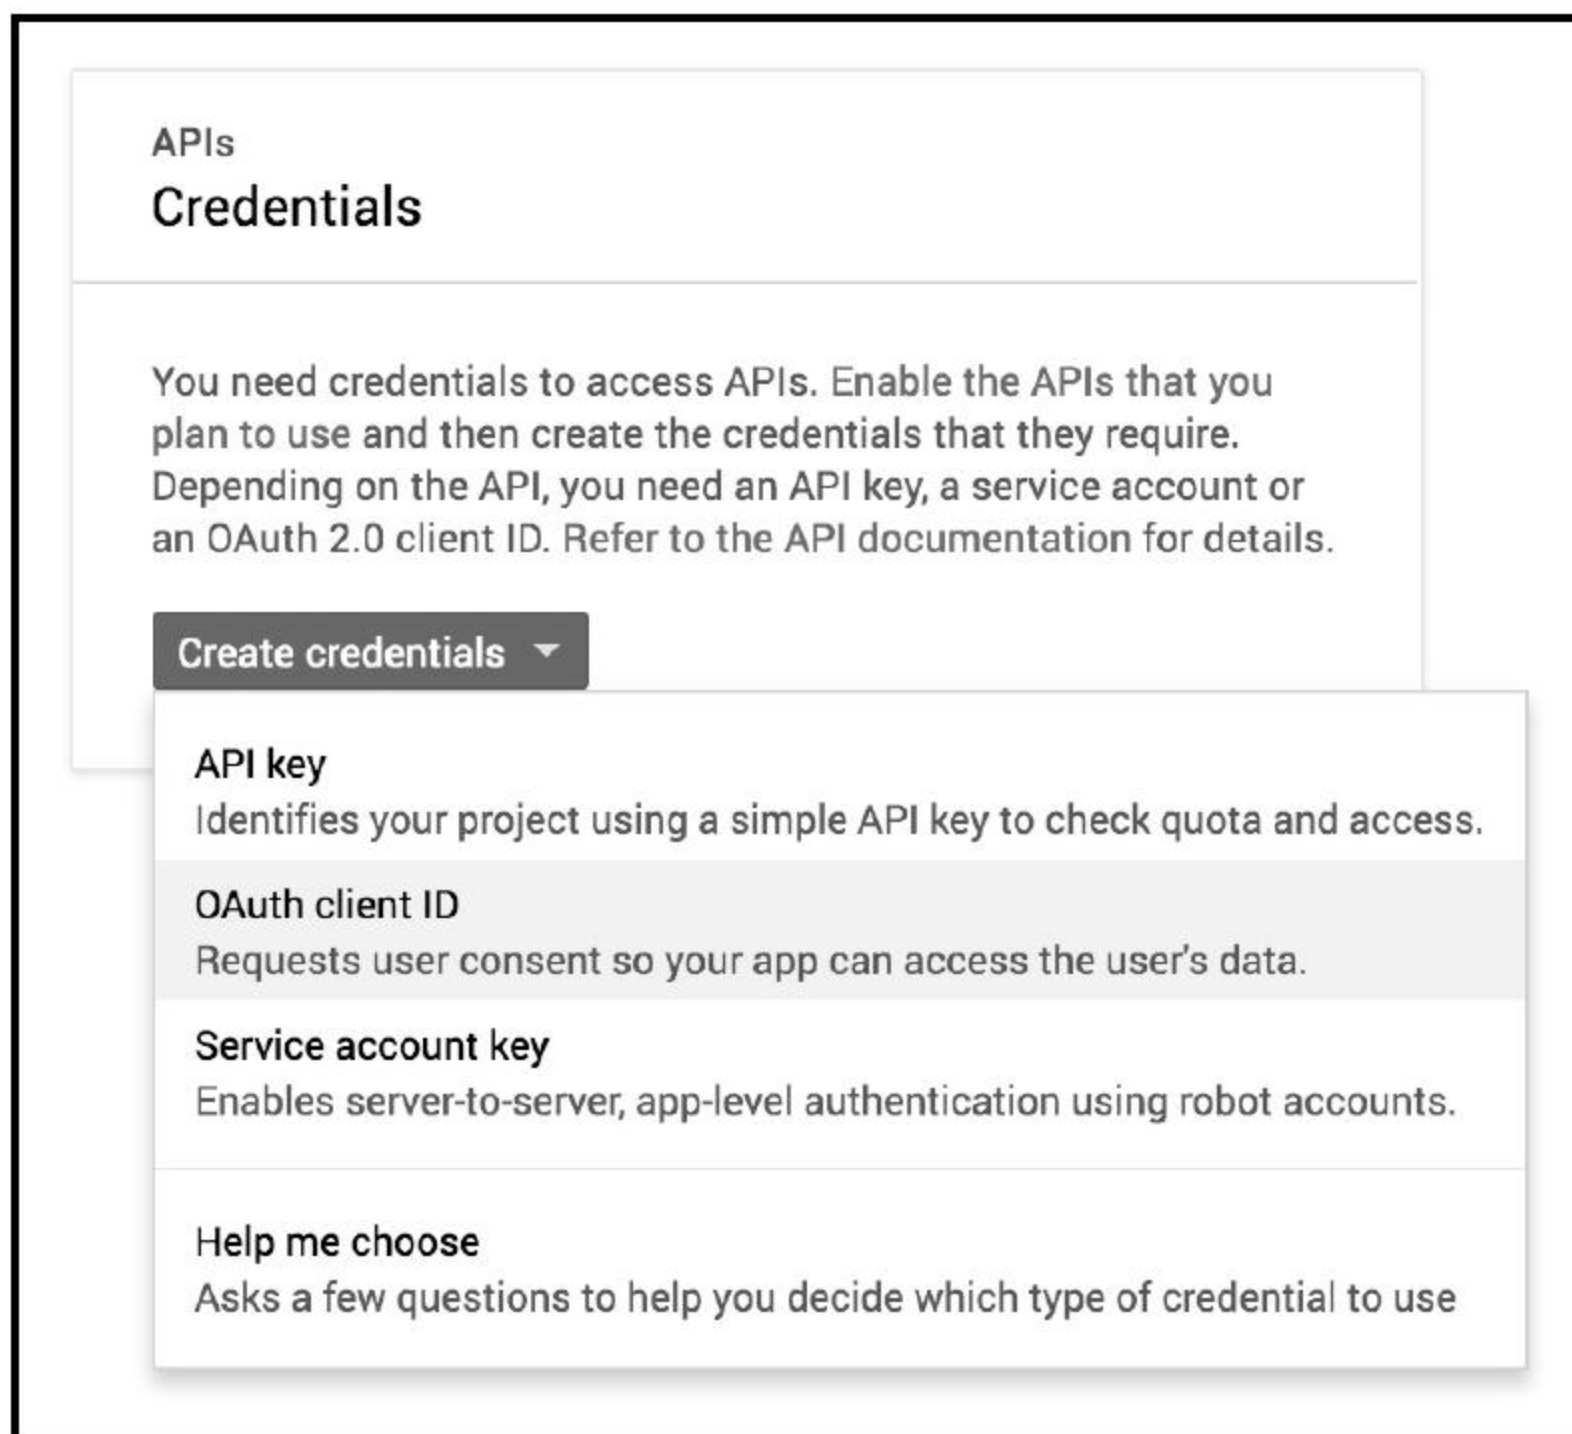 APIs
Credentials
You need credentials to access APIs. Enable the APIs that you
plan to use and then create the credentials that they require.
Depending on the API, you need an API key, a service account or
an OAuth 2.0 client ID. Refer to the API documentation for details.
Create credentials
API key
Identifies your project using a simple API key to check quota and access.
OAuth client ID
Requests user consent so your app can access the user's data.
Service account key
Enables server-to-server, app-level authentication using robot accounts.
Help me choose
Asks a few questions to help you decide which type of credential to use